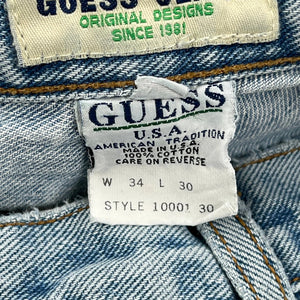 GUESS
ORIGINAL DESIGNS
SINCE 1981
GUESS
U.S.A.
AMERICAN TRADITION
MADE IN U.S.A.
100% COTTON
CARE ON REVERSE
W 34 L 30
STYLE 10001 30